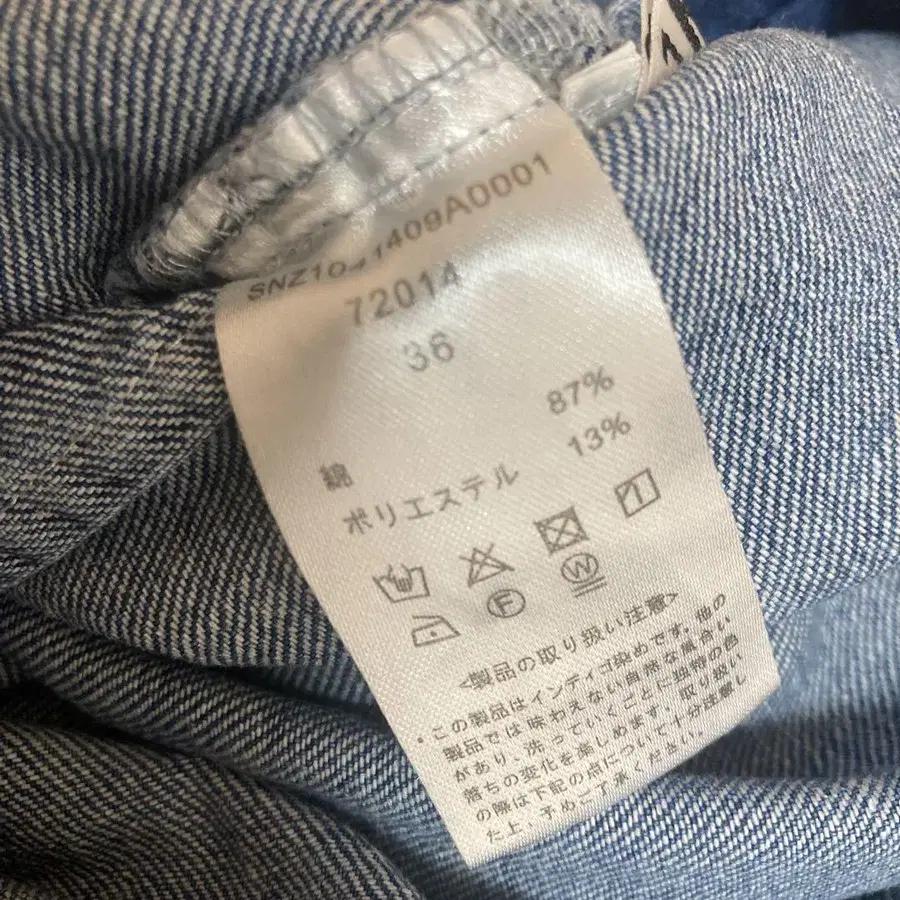 72014
36
綿 87%
ポリエステル 13%
1
F W
<製品の取り扱い注意>
・この製品はインディゴ染めです。他の
製品では味わえない自然な風合い
があり、洗っていくごとに独特の色
落ちの変化を楽しめます。取り扱い
の際は下記の点について十分注意し
た上、予めご了承ください。